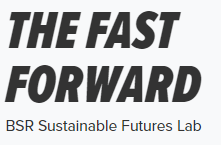 THE FAST
FORWARD
BSR Sustainable Futures Lab